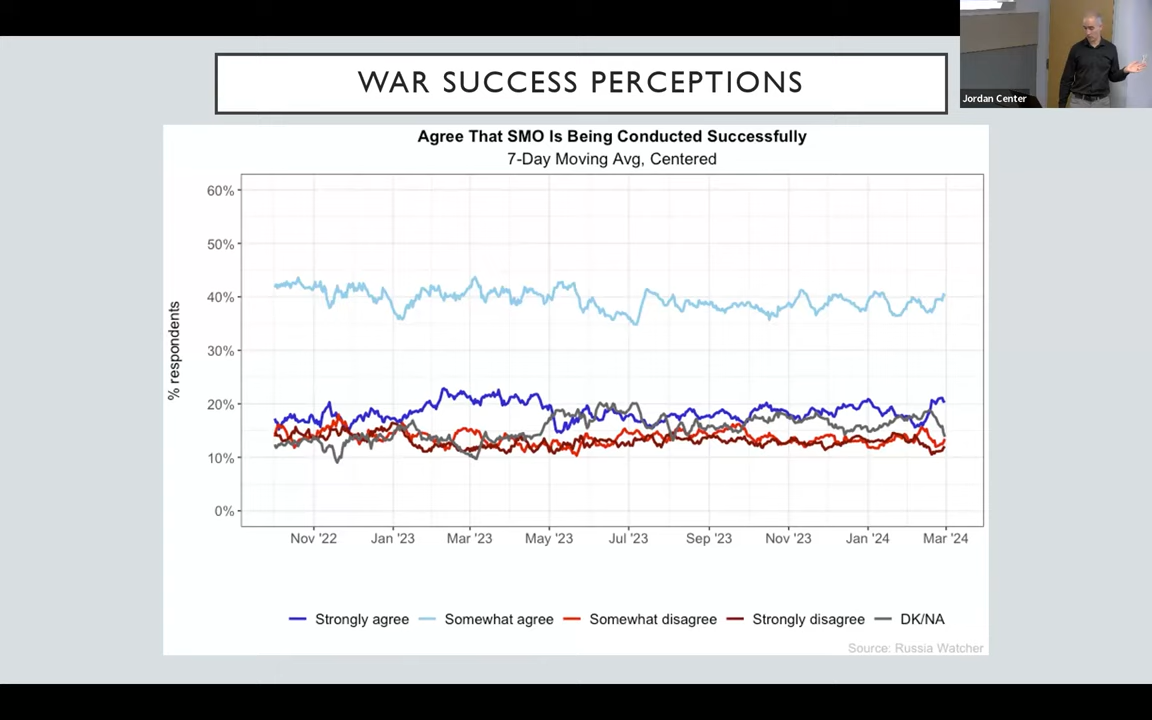 WAR SUCCESS PERCEPTIONS
Jordan Center
Agree That SMO Is Being Conducted Successfully
7-Day Moving Avg, Centered
% respondents
60%
50%
40%
30%
20%
10%
0%
Nov '22 Jan '23 Mar '23 May '23 Jul '23 Sep '23 Nov '23 Jan '24 Mar '24
Strongly agree Somewhat agree Somewhat disagree Strongly disagree DK/NA
Source: Russia Watcher